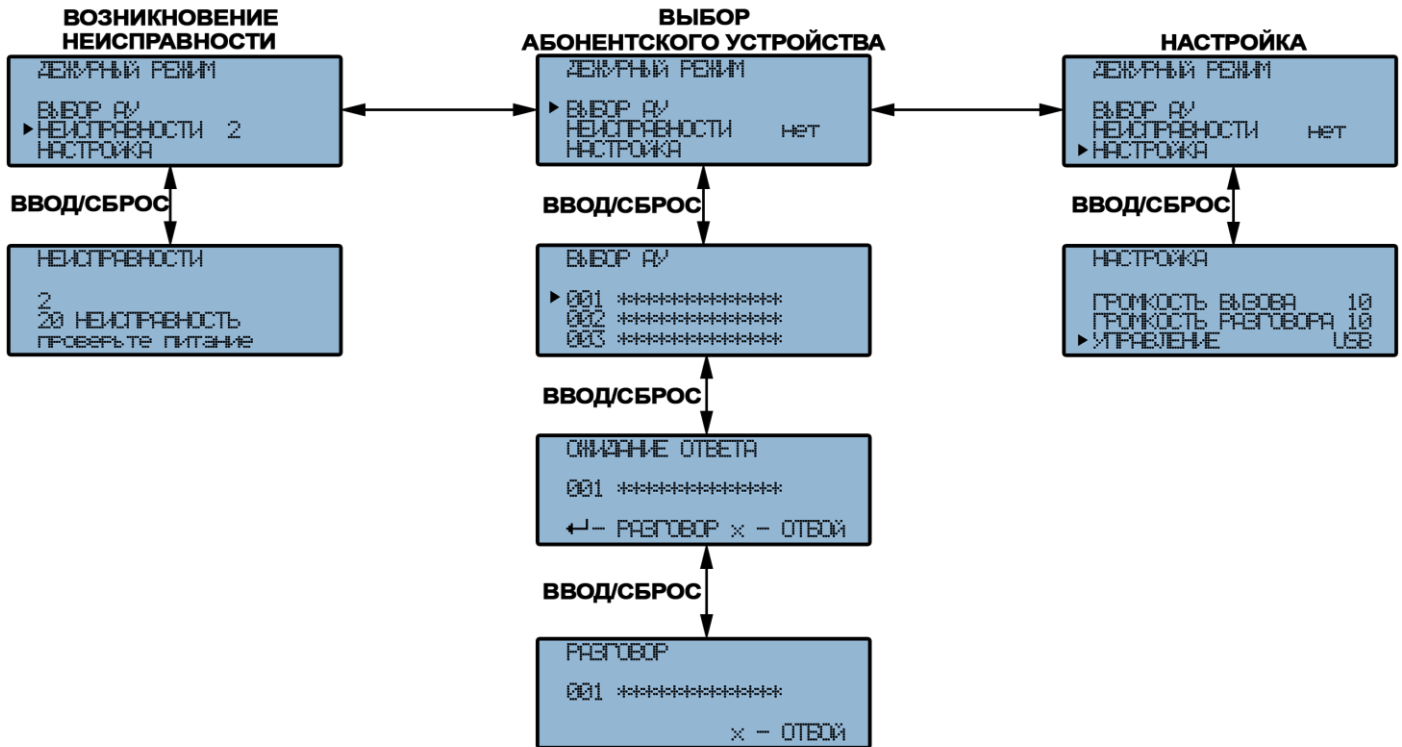 ВОЗНИКНОВЕНИЕ
НЕИСПРАВНОСТИ
ДЕЖУРНЫЙ РЕЖИМ
ВЫБОР АУ
►НЕИСПРАВНОСТИ 2
НАСТРОЙКА
ВВОД/СБРОС
НЕИСПРАВНОСТИ
2
20 НЕИСПРАВНОСТЬ
проверьте питание
ВЫБОР
АБОНЕНТСКОГО УСТРОЙСТВА
ДЕЖУРНЫЙ РЕЖИМ
►ВЫБОР АУ
НЕИСПРАВНОСТИ нет
НАСТРОЙКА
ВВОД/СБРОС
ВЫБОР АУ
►001 **************
002 **************
003 **************
ВВОД/СБРОС
ОЖИДАНИЕ ОТВЕТА
001 **************
↵– РАЗГОВОР x – ОТБОЙ
ВВОД/СБРОС
РАЗГОВОР
001 **************
x – ОТБОЙ
НАСТРОЙКА
ДЕЖУРНЫЙ РЕЖИМ
ВЫБОР АУ
НЕИСПРАВНОСТИ нет
►НАСТРОЙКА
ВВОД/СБРОС
НАСТРОЙКА
ГРОМКОСТЬ ВЫЗОВА 10
ГРОМКОСТЬ РАЗГОВОРА 10
►УПРАВЛЕНИЕ USB